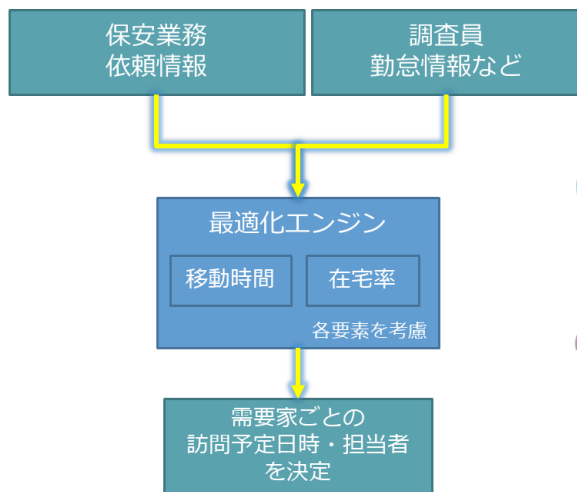 保安業務
依頼情報
調査員
勤怠情報など
最適化エンジン
移動時間
在宅率
各要素を考慮
需要家ごとの
訪問予定日時・担当者
を決定